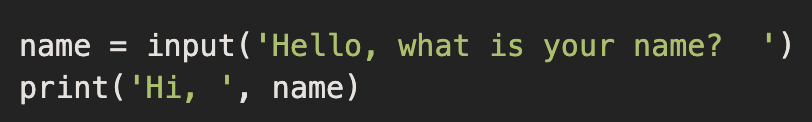 name = input('Hello, what is your name?  ')
print('Hi, ', name)